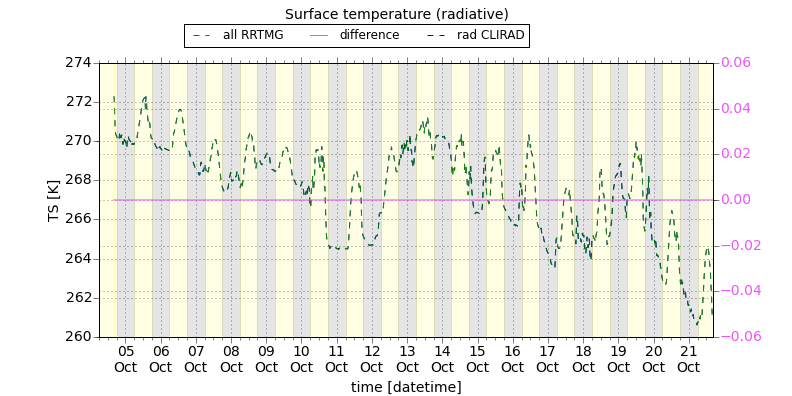 Surface temperature (radiative)
all RRTMG difference rad CLIRAD
274 0.06
272 0.04
270 0.02
268 0.00
266 −0.02
264 −0.04
262 −0.06
260
TS [K]
05 06 07 08 09 10 11 12 13 14 15 16 17 18 19 20 21
Oct Oct Oct Oct Oct Oct Oct Oct Oct Oct Oct Oct Oct Oct Oct Oct Oct
time [datetime]